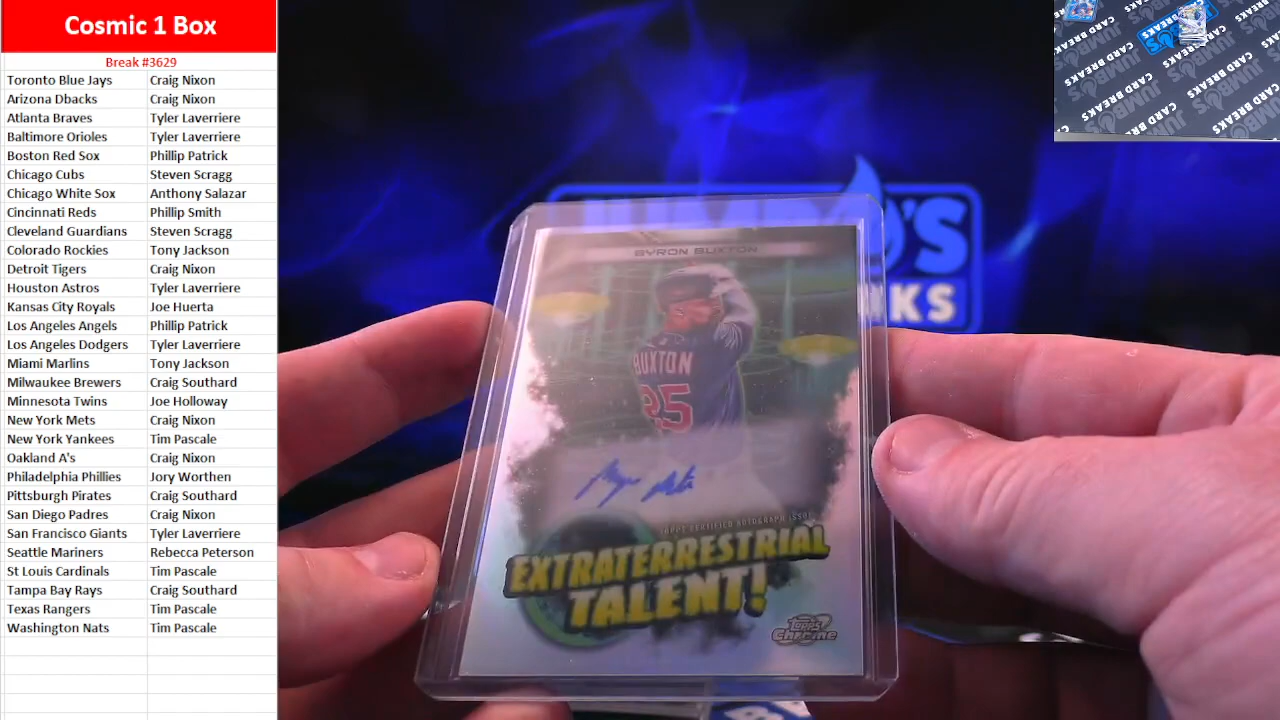 Cosmic 1 Box
Break #3629
Toronto Blue Jays Craig Nixon
Arizona Dbacks Craig Nixon
Atlanta Braves Tyler Laverriere
Baltimore Orioles Tyler Laverriere
Boston Red Sox Phillip Patrick
Chicago Cubs Steven Scragg
Chicago White Sox Anthony Salazar
Cincinnati Reds Phillip Smith
Cleveland Guardians Steven Scragg
Colorado Rockies Tony Jackson
Detroit Tigers Craig Nixon
Houston Astros Tyler Laverriere
Kansas City Royals Joe Huerta
Los Angeles Angels Phillip Patrick
Los Angeles Dodgers Tyler Laverriere
Miami Marlins Tony Jackson
Milwaukee Brewers Craig Southard
Minnesota Twins Joe Holloway
New York Mets Craig Nixon
New York Yankees Tim Pascale
Oakland A's Craig Nixon
Philadelphia Phillies Jory Worthen
Pittsburgh Pirates Craig Southard
San Diego Padres Craig Nixon
San Francisco Giants Tyler Laverriere
Seattle Mariners Rebecca Peterson
St Louis Cardinals Tim Pascale
Tampa Bay Rays Craig Southard
Texas Rangers Tim Pascale
Washington Nats Tim Pascale
BYRON BUXTON
BUXTON
25
TOPPS CERTIFIED AUTOGRAPH ISSUE
EXTRATERRESTRIAL
TALENT!
Topps
Chrome
JUMBO'S
CARD BREAKS